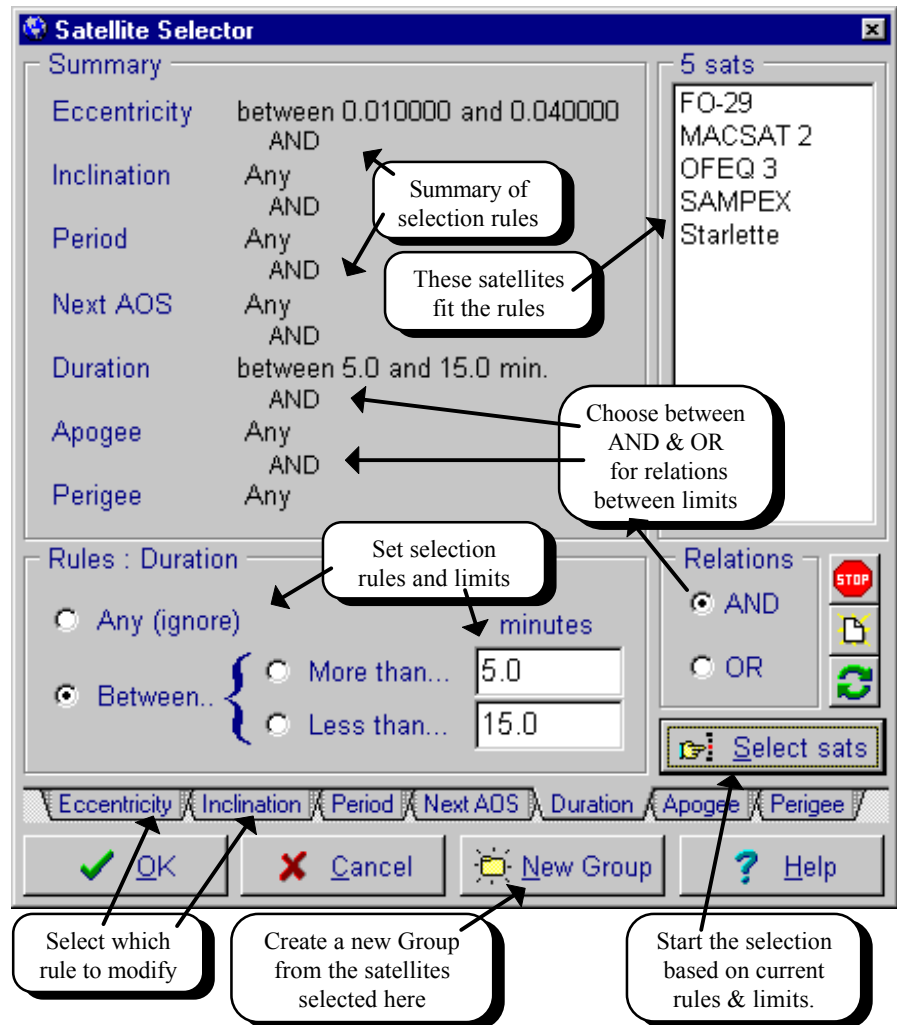 Satellite Selector
Summary
Eccentricity between 0.010000 and 0.040000
AND
Inclination Any
AND
Period Any
AND
Next AOS Any
AND
Duration between 5.0 and 15.0 min.
AND
Apogee Any
AND
Perigee Any
Summary of
selection rules
These satellites
fit the rules
5 sats
FO-29
MACSAT 2
OFEQ 3
SAMPEX
Starlette
Choose between
AND & OR
for relations
between limits
Rules : Duration
Set selection
rules and limits
Any (ignore)
minutes
Between..
More than... 5.0
Less than... 15.0
Relations
AND
OR
STOP
Select sats
Eccentricity Inclination Period Next AOS Duration Apogee Perigee
OK Cancel New Group ? Help
Select which
rule to modify
Create a new Group
from the satellites
selected here
Start the selection
based on current
rules & limits.